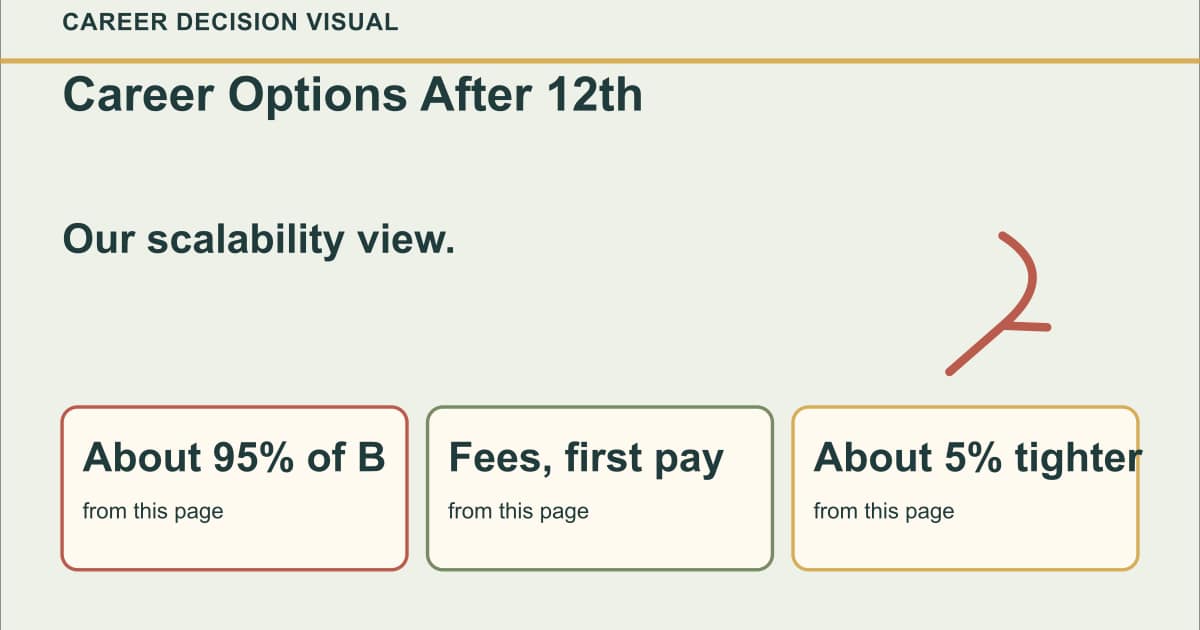 CAREER DECISION VISUAL
Career Options After 12th
Our scalability view.
About 95% of B
from this page
Fees, first pay
from this page
About 5% tighter
from this page